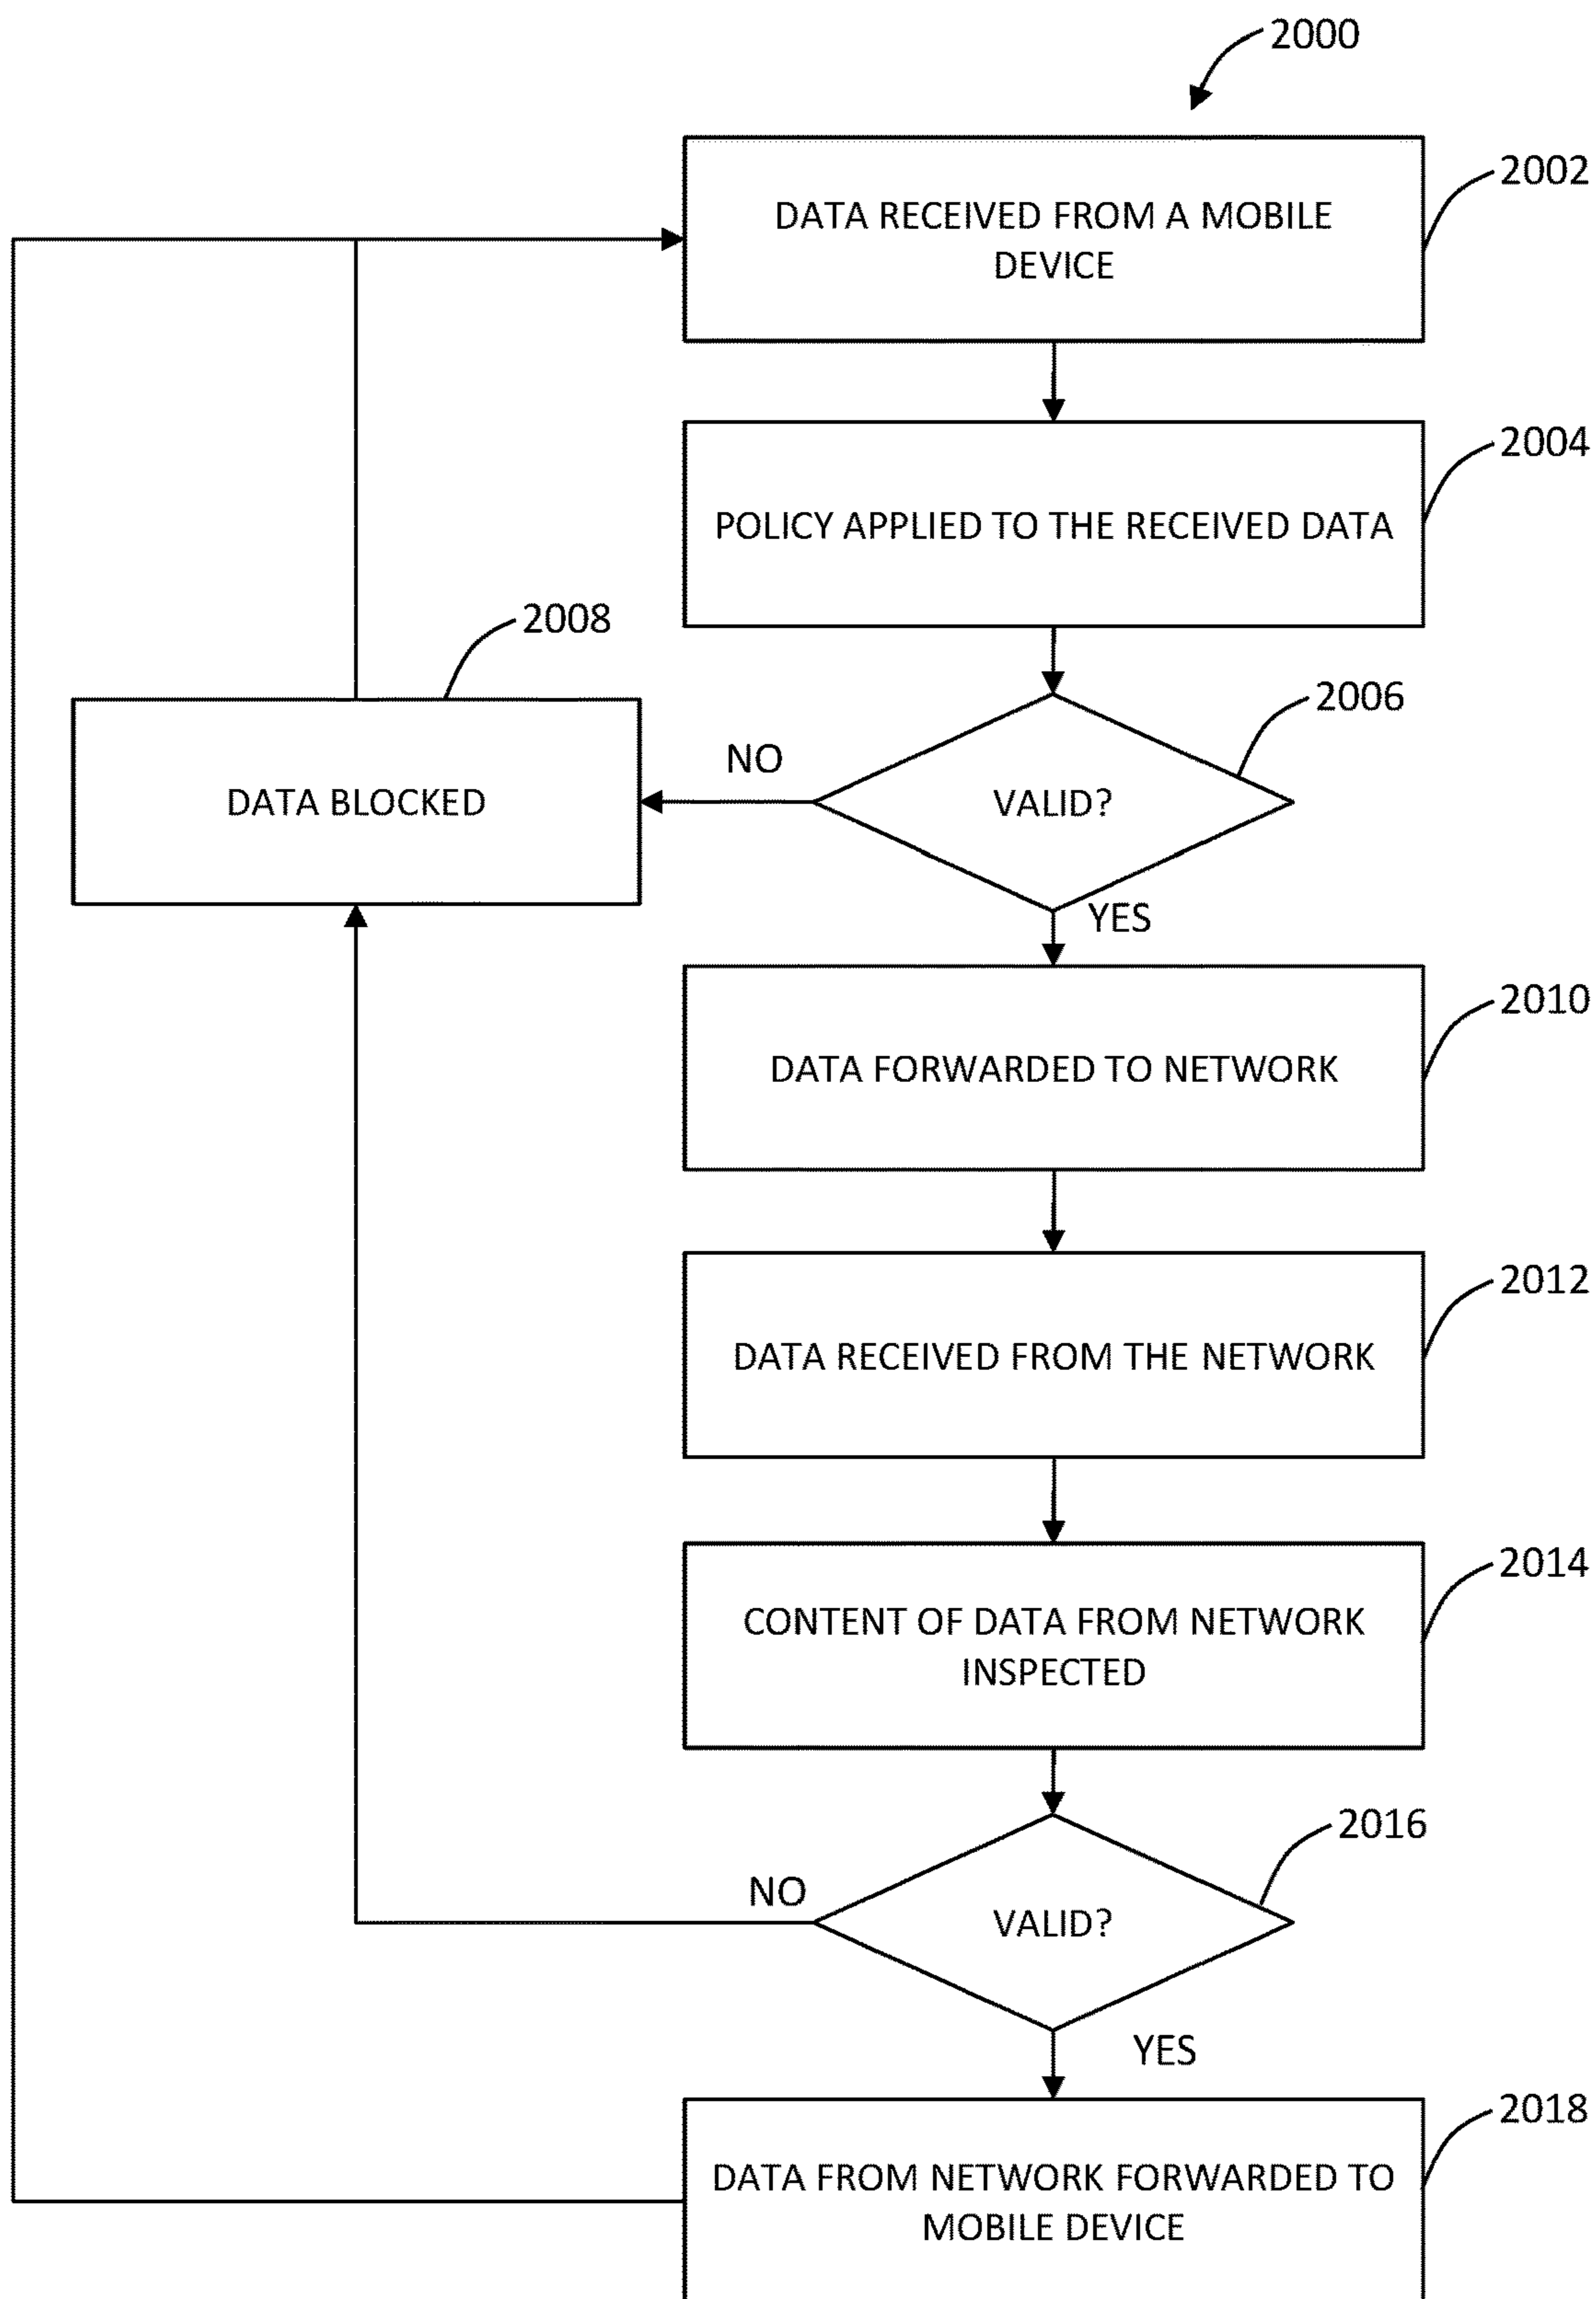 2000
2002
DATA RECEIVED FROM A MOBILE
DEVICE
2004
POLICY APPLIED TO THE RECEIVED DATA
2008
2006
NO
DATA BLOCKED
VALID?
YES
2010
DATA FORWARDED TO NETWORK
2012
DATA RECEIVED FROM THE NETWORK
2014
CONTENT OF DATA FROM NETWORK
INSPECTED
2016
NO
VALID?
YES
2018
DATA FROM NETWORK FORWARDED TO
MOBILE DEVICE